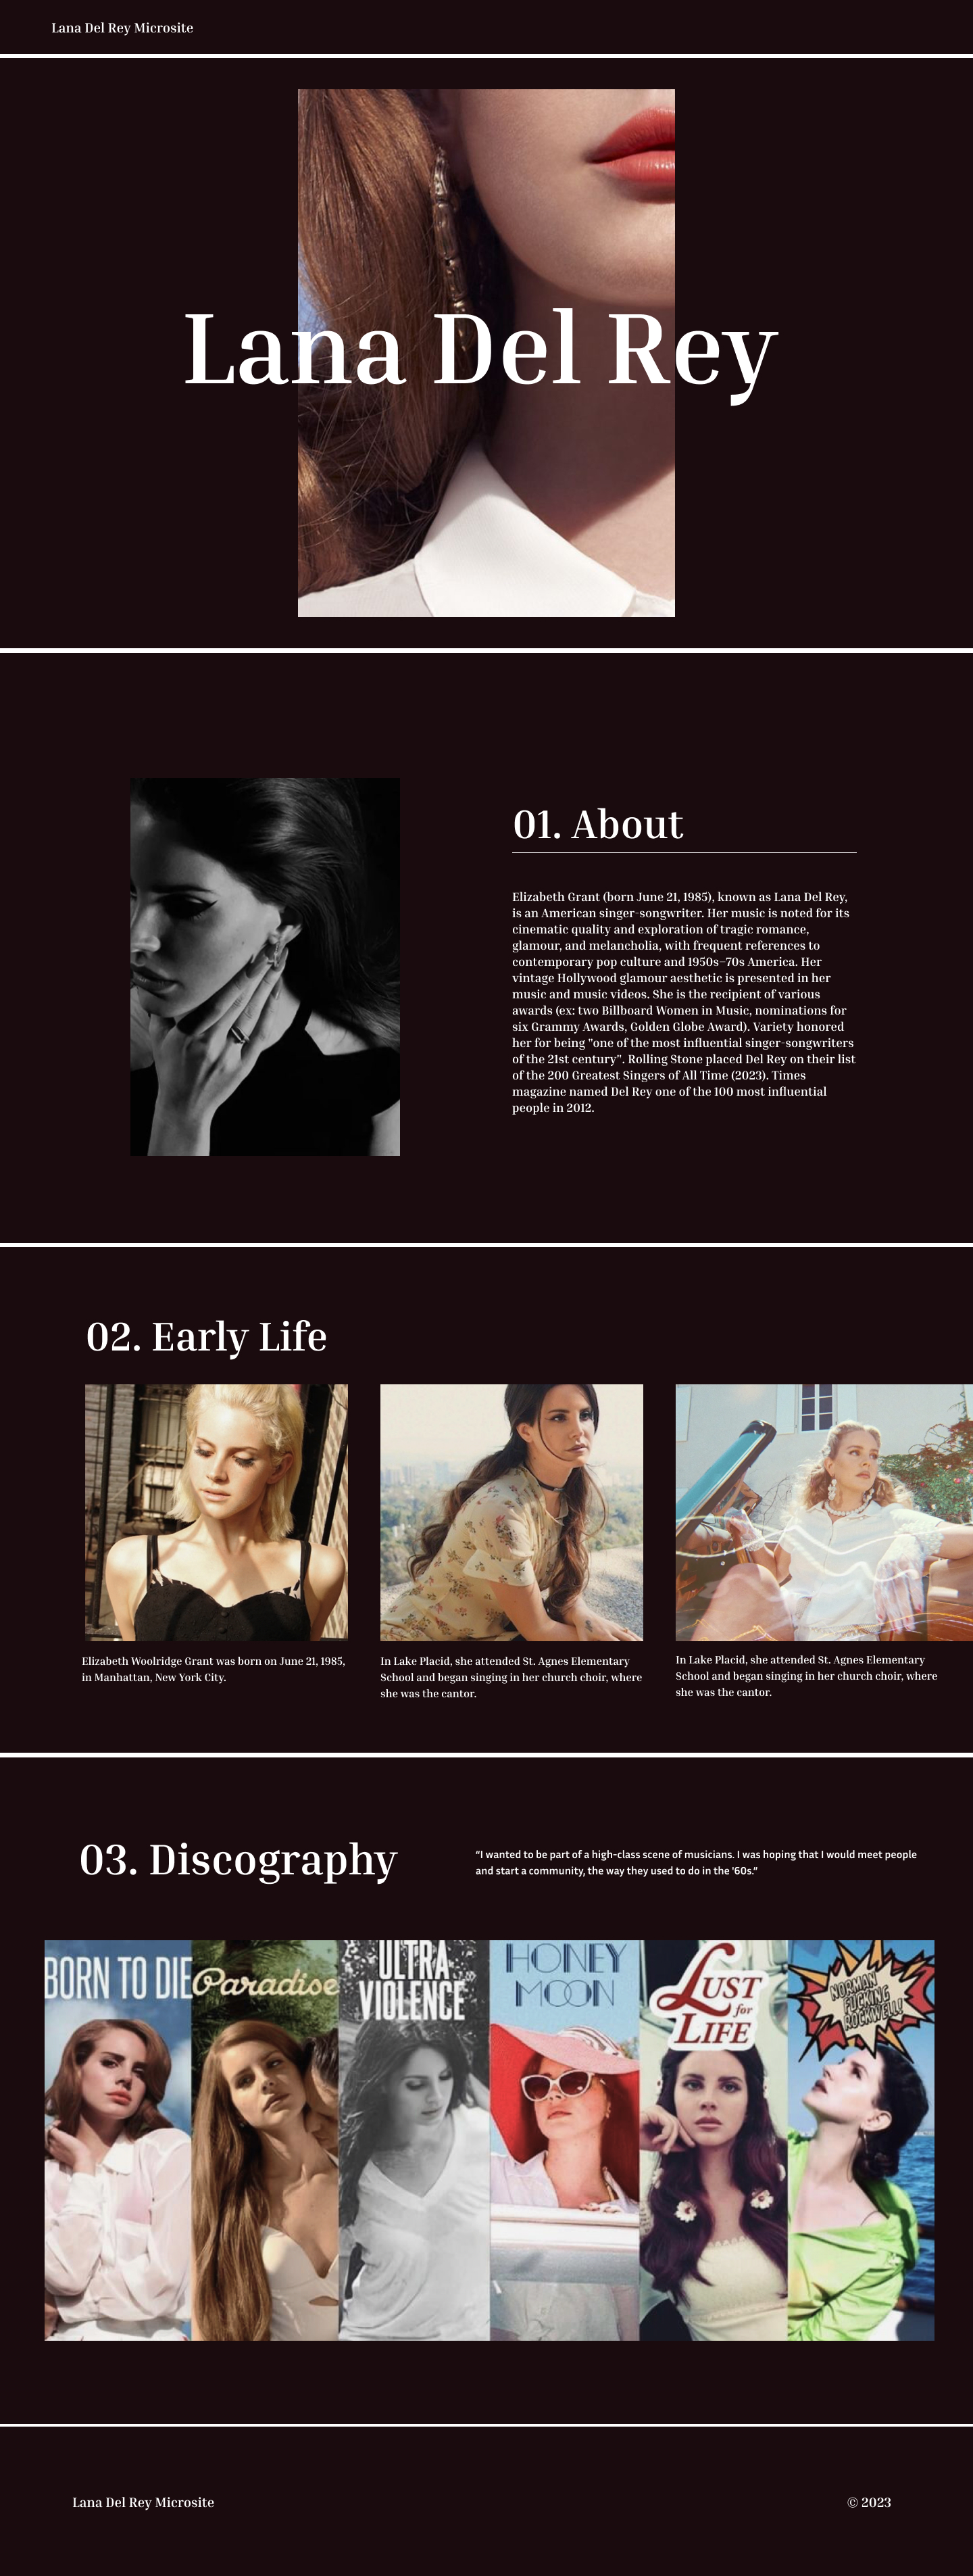 Lana Del Rey Microsite
Lana Del Rey
01. About
Elizabeth Grant (born June 21, 1985), known as Lana Del Rey,
is an American singer-songwriter. Her music is noted for its
cinematic quality and exploration of tragic romance,
glamour, and melancholia, with frequent references to
contemporary pop culture and 1950s–70s America. Her
vintage Hollywood glamour aesthetic is presented in her
music and music videos. She is the recipient of various
awards (ex: two Billboard Women in Music, nominations for
six Grammy Awards, Golden Globe Award). Variety honored
her for being "one of the most influential singer-songwriters
of the 21st century". Rolling Stone placed Del Rey on their list
of the 200 Greatest Singers of All Time (2023). Times
magazine named Del Rey one of the 100 most influential
people in 2012.
02. Early Life
Elizabeth Woolridge Grant was born on June 21, 1985,
in Manhattan, New York City.
In Lake Placid, she attended St. Agnes Elementary
School and began singing in her church choir, where
she was the cantor.
In Lake Placid, she attended St. Agnes Elementary
School and began singing in her church choir, where
she was the cantor.
03. Discography
“I wanted to be part of a high-class scene of musicians. I was hoping that I would meet people
and start a community, the way they used to do in the '60s.”
BORN TO DIE
Paradise
ULTRA
VIOLENCE
HONEY
MOON
LUST
for
LIFE
NORMAN
FUCKING
ROCKWELL!
Lana Del Rey Microsite
© 2023